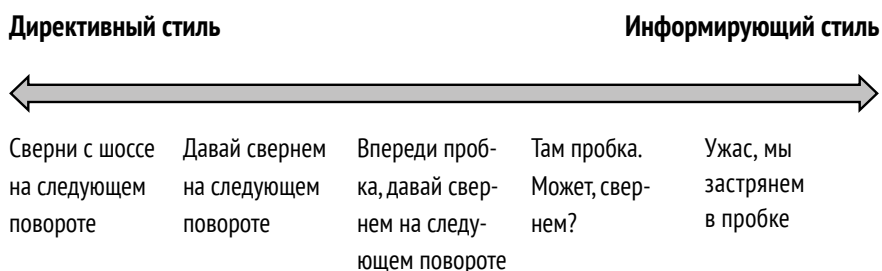 Директивный стиль
Информирующий стиль
Сверни с шоссе
на следующем
повороте
Давай свернем
на следующем
повороте
Впереди проб-
ка, давай свер-
нем на следу-
ющем повороте
Там пробка.
Может, свер-
нем?
Ужас, мы
застрянем
в пробке